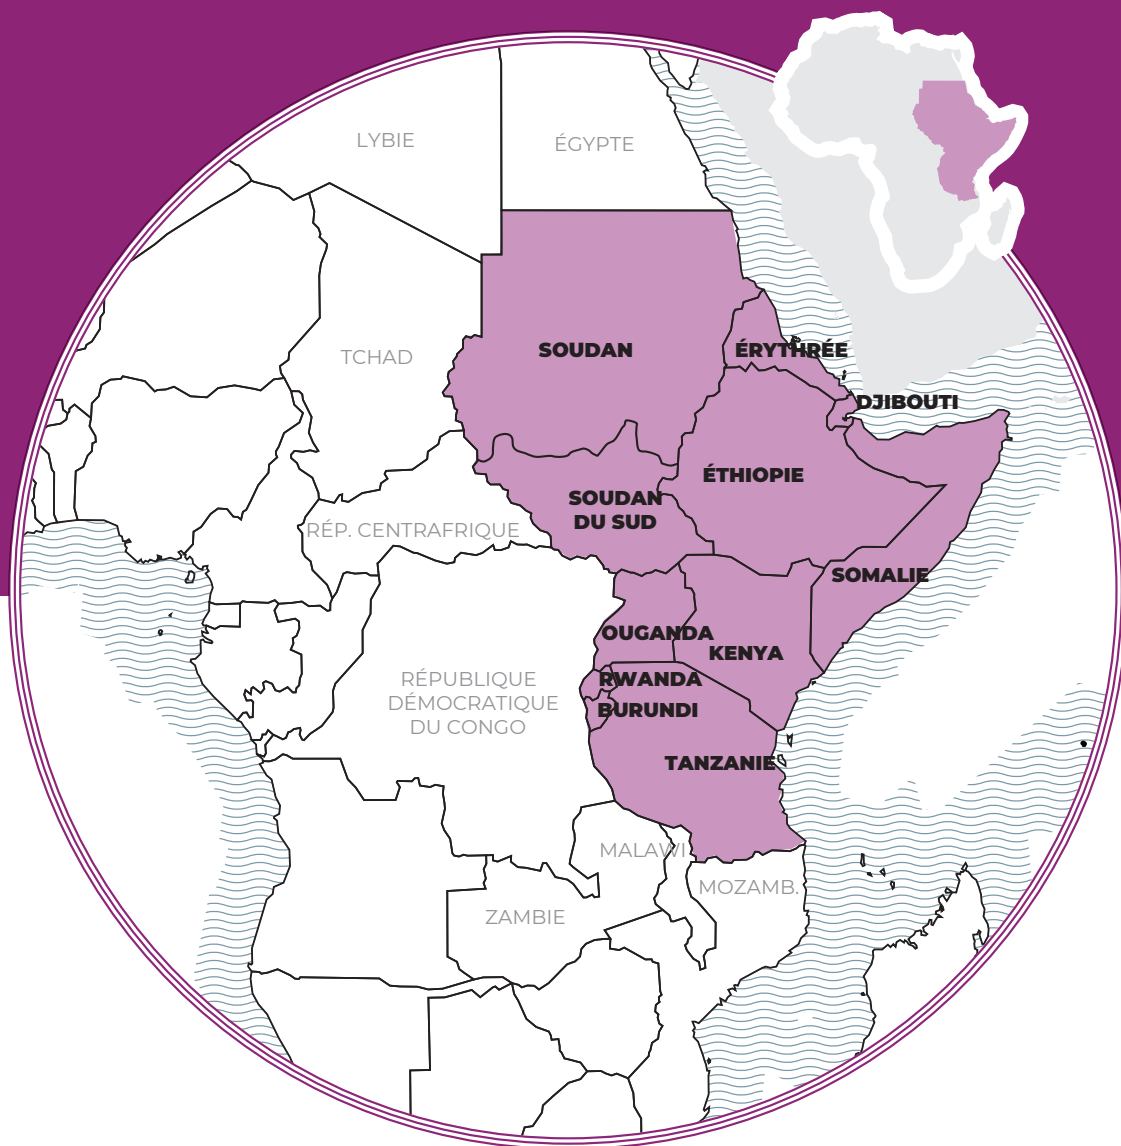 LYBIE
ÉGYPTE
SOUDAN
ÉRYTHRÉE
TCHAD
DJIBOUTI
ÉTHIOPIE
SOUDAN
DU SUD
RÉP. CENTRAFRIQUE
SOMALIE
OUGANDA
KENYA
RÉPUBLIQUE
DÉMOCRATIQUE
DU CONGO
RWANDA
BURUNDI
TANZANIE
MALAWI
MOZAMB.
ZAMBIE